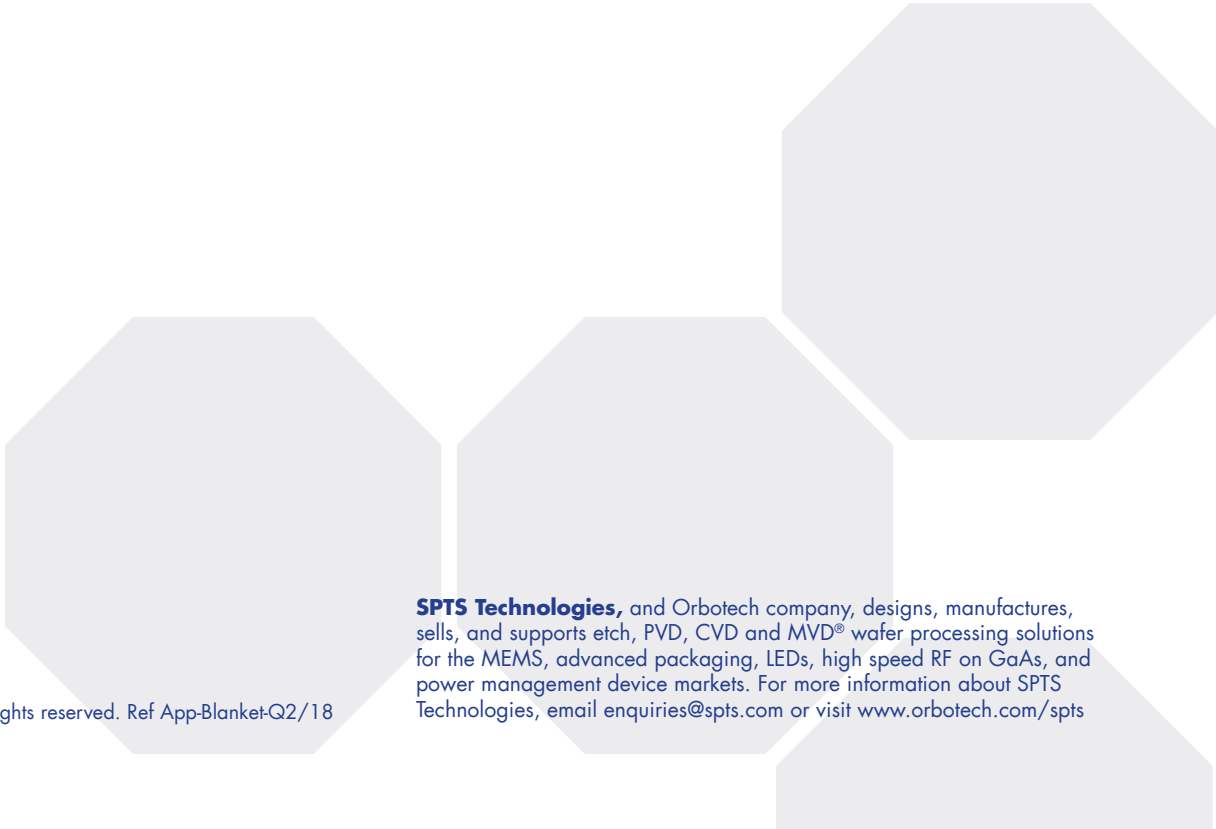 SPTS Technologies, and Orbotech company, designs, manufactures,
sells, and supports etch, PVD, CVD and MVD® wafer processing solutions
for the MEMS, advanced packaging, LEDs, high speed RF on GaAs, and
power management device markets. For more information about SPTS
Technologies, email enquiries@spts.com or visit www.orbotech.com/spts
ghts reserved. Ref App-Blanket-Q2/18